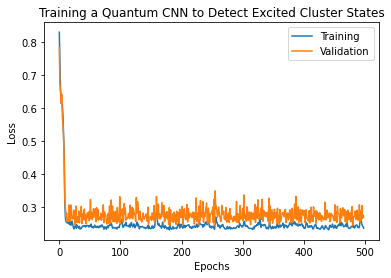 Training a Quantum CNN to Detect Excited Cluster States
Training
Validation
0.8
0.7
0.6
0.5
0.4
0.3
Loss
0 100 200 300 400 500
Epochs